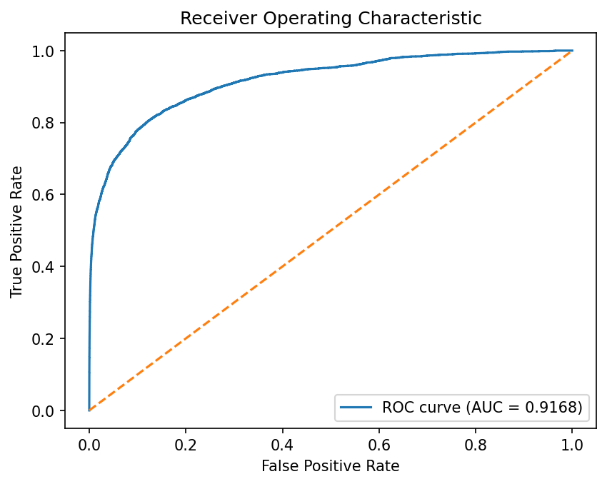 Receiver Operating Characteristic
1.0
0.8
0.6
0.4
0.2
0.0
True Positive Rate
ROC curve (AUC = 0.9168)
0.0 0.2 0.4 0.6 0.8 1.0
False Positive Rate